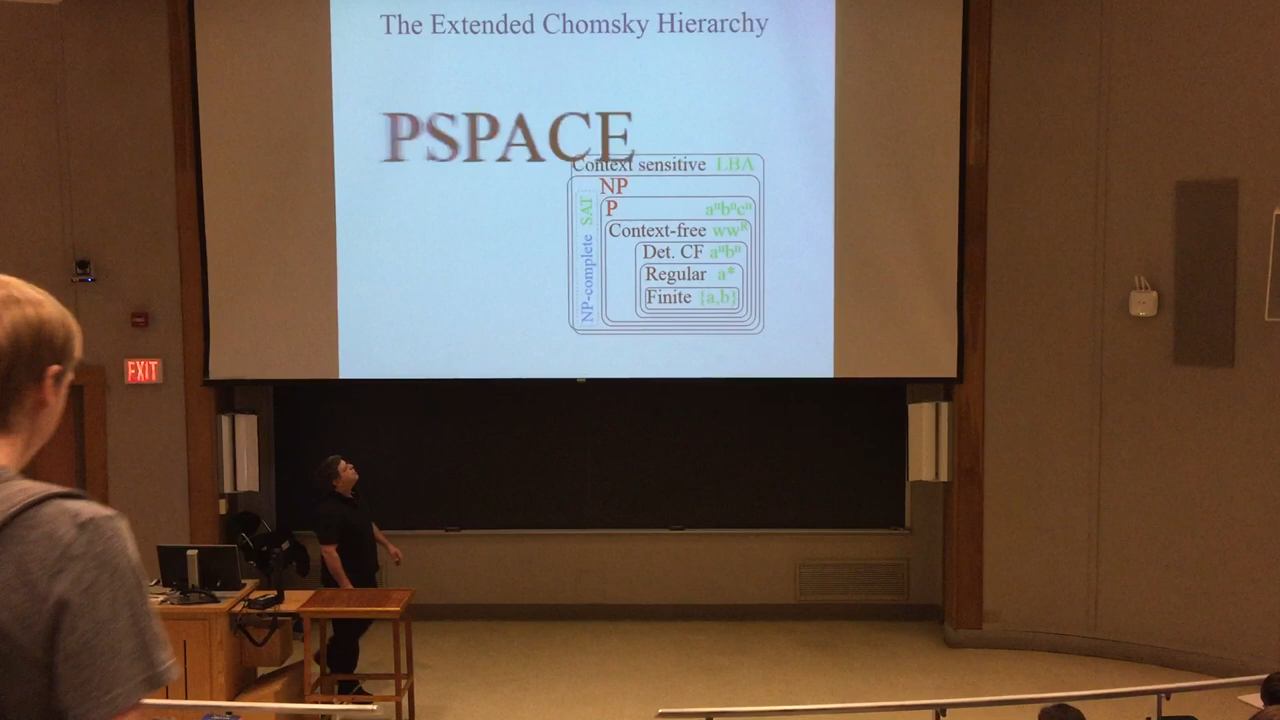 The Extended Chomsky Hierarchy
PSPACE
Context sensitive LBA
NP
P aⁿbⁿcⁿ
Context-free wwᴿ
Det. CF aⁿbⁿ
Regular a*
Finite {a,b}
NP-complete SAT
EXIT